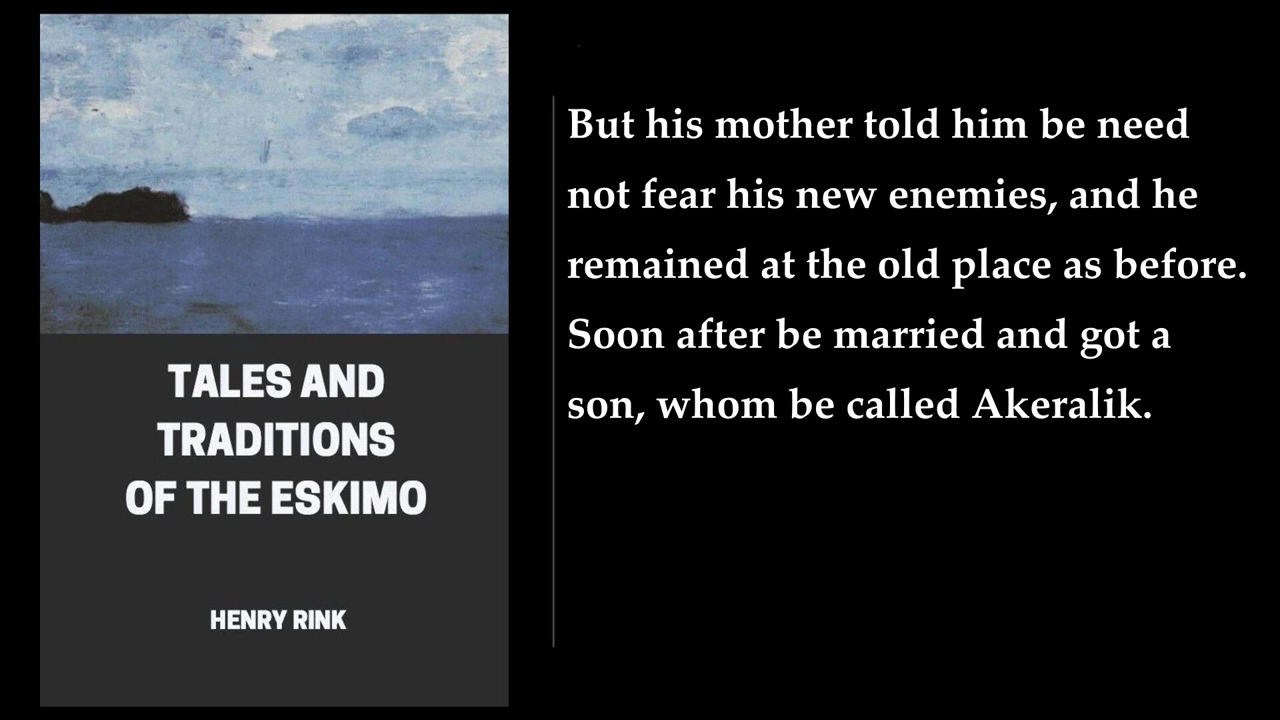 TALES AND
TRADITIONS
OF THE ESKIMO
HENRY RINK
But his mother told him be need
not fear his new enemies, and he
remained at the old place as before.
Soon after be married and got a
son, whom be called Akeralik.